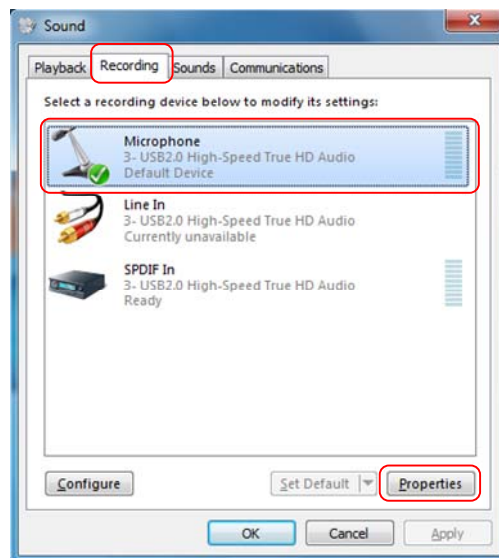 Sound
Playback Recording Sounds Communications
Select a recording device below to modify its settings:
Microphone
3- USB2.0 High-Speed True HD Audio
Default Device
Line In
3- USB2.0 High-Speed True HD Audio
Currently unavailable
SPDIF In
3- USB2.0 High-Speed True HD Audio
Ready
Configure Set Default Properties
OK Cancel Apply